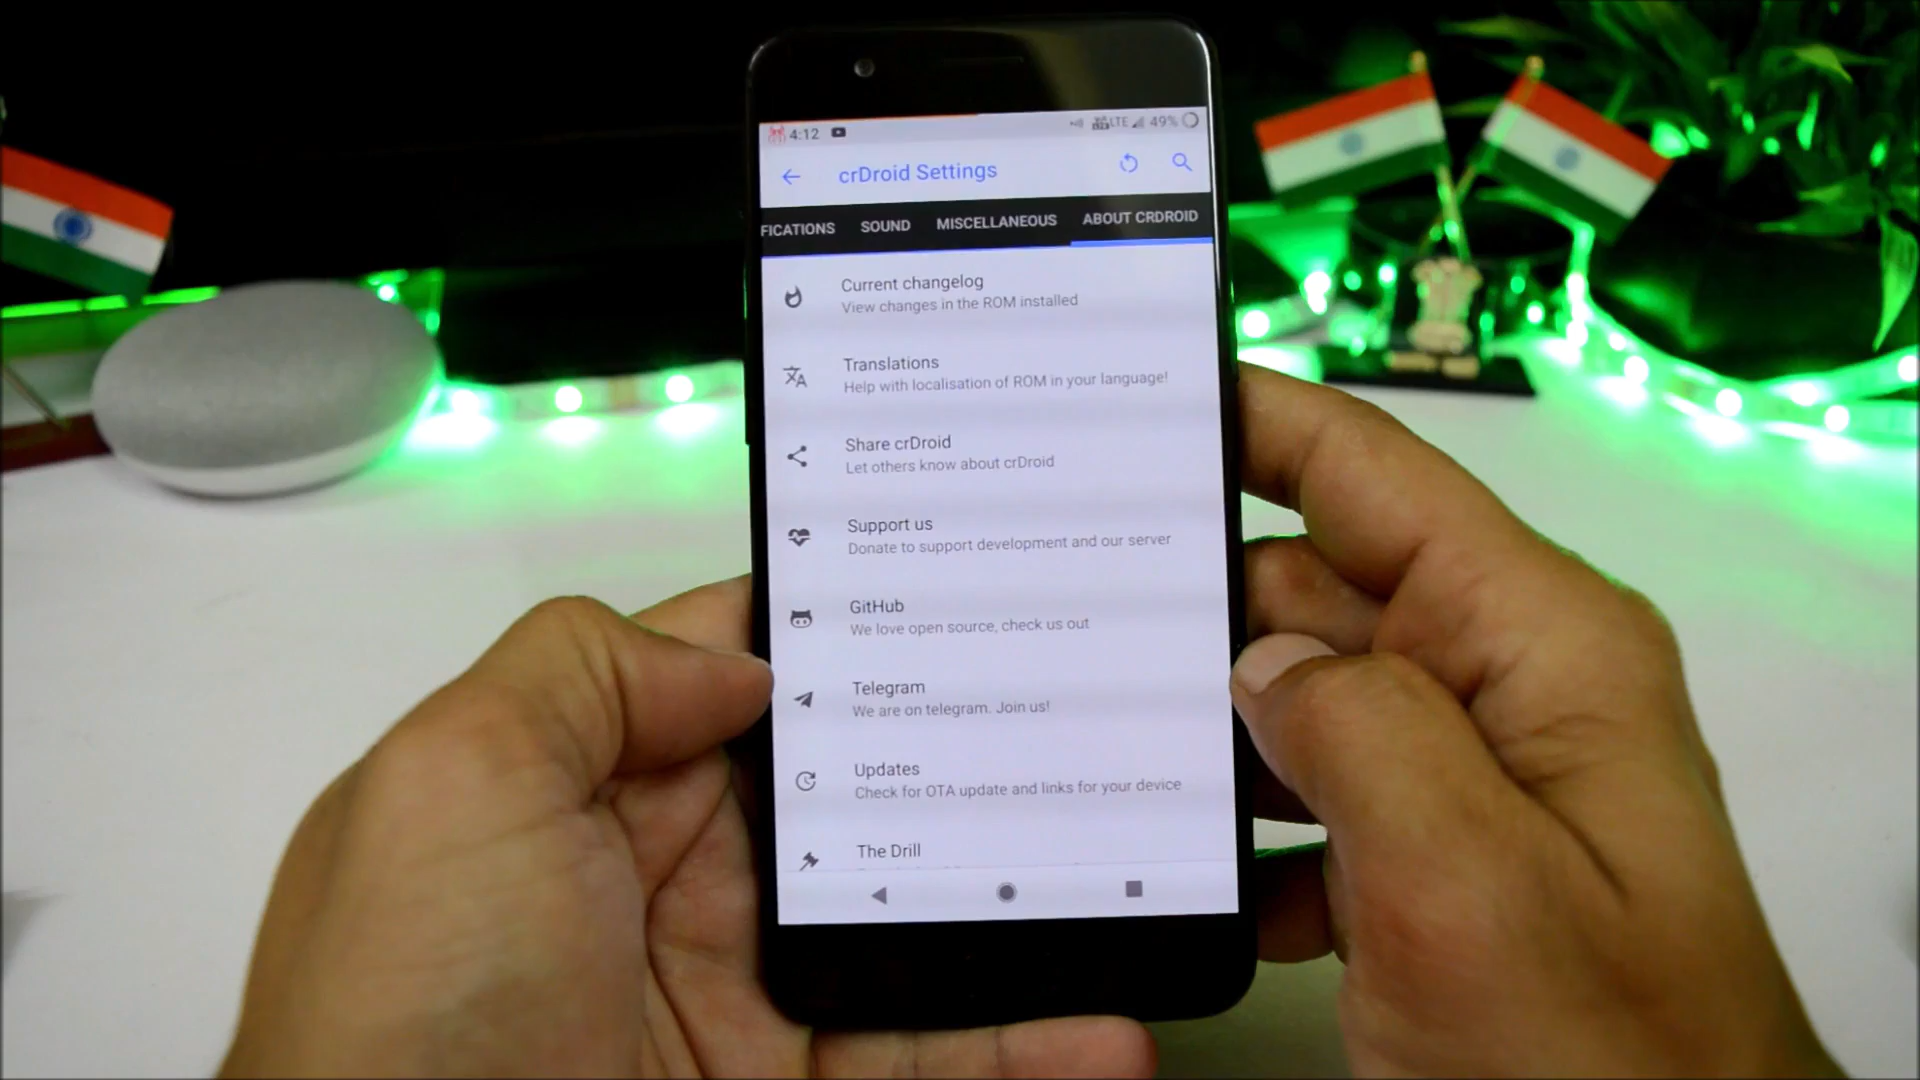 4:12
LTE 49%
crDroid Settings
FICATIONS SOUND MISCELLANEOUS ABOUT CRDROID
Current changelog
View changes in the ROM installed
Translations
Help with localisation of ROM in your language!
Share crDroid
Let others know about crDroid
Support us
Donate to support development and our server
GitHub
We love open source, check us out
Telegram
We are on telegram. Join us!
Updates
Check for OTA update and links for your device
The Drill